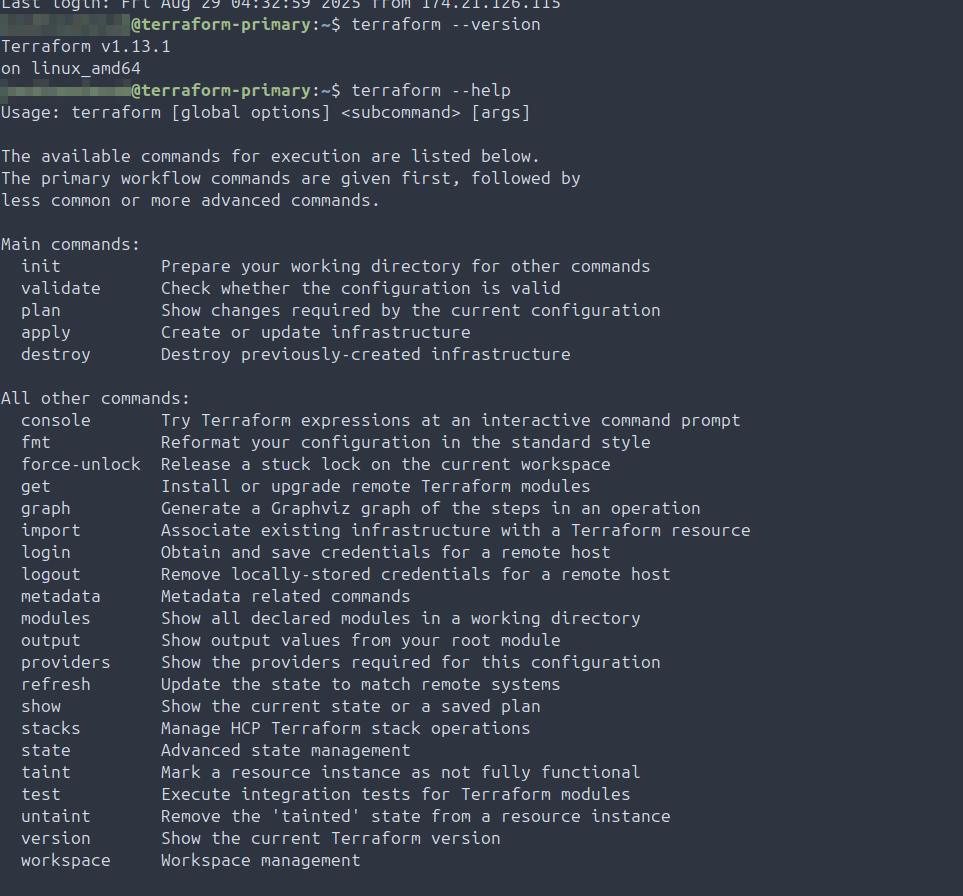 Last login: Fri Aug 29 04:32:59 2025 from 174.21.126.115
@terraform-primary:~$ terraform --version
Terraform v1.13.1
on linux_amd64
@terraform-primary:~$ terraform --help
Usage: terraform [global options] <subcommand> [args]

The available commands for execution are listed below.
The primary workflow commands are given first, followed by
less common or more advanced commands.

Main commands:
  init          Prepare your working directory for other commands
  validate      Check whether the configuration is valid
  plan          Show changes required by the current configuration
  apply         Create or update infrastructure
  destroy       Destroy previously-created infrastructure

All other commands:
  console       Try Terraform expressions at an interactive command prompt
  fmt           Reformat your configuration in the standard style
  force-unlock  Release a stuck lock on the current workspace
  get           Install or upgrade remote Terraform modules
  graph         Generate a Graphviz graph of the steps in an operation
  import        Associate existing infrastructure with a Terraform resource
  login         Obtain and save credentials for a remote host
  logout        Remove locally-stored credentials for a remote host
  metadata      Metadata related commands
  modules       Show all declared modules in a working directory
  output        Show output values from your root module
  providers     Show the providers required for this configuration
  refresh       Update the state to match remote systems
  show          Show the current state or a saved plan
  stacks        Manage HCP Terraform stack operations
  state         Advanced state management
  taint         Mark a resource instance as not fully functional
  test          Execute integration tests for Terraform modules
  untaint       Remove the 'tainted' state from a resource instance
  version       Show the current Terraform version
  workspace     Workspace management